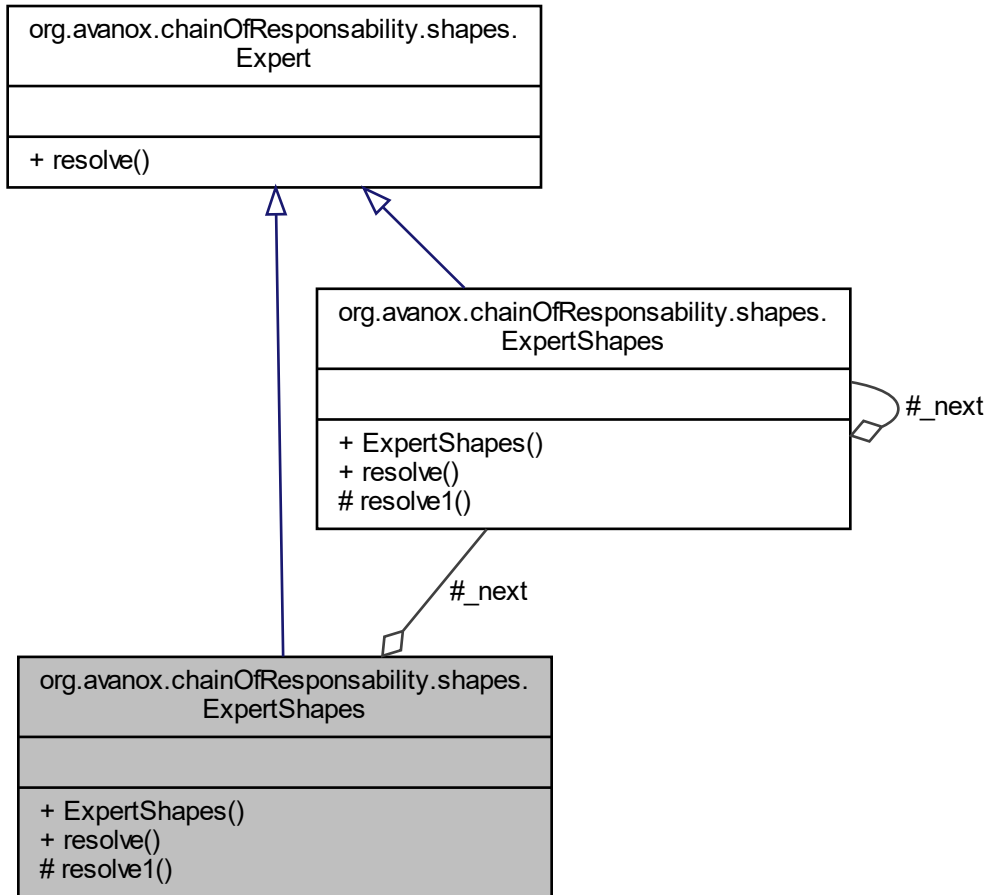 org.avanox.chainOfResponsability.shapes.
Expert
+ resolve()
org.avanox.chainOfResponsability.shapes.
ExpertShapes
#_next
+ ExpertShapes()
+ resolve()
# resolve1()
#_next
org.avanox.chainOfResponsability.shapes.
ExpertShapes
+ ExpertShapes()
+ resolve()
# resolve1()